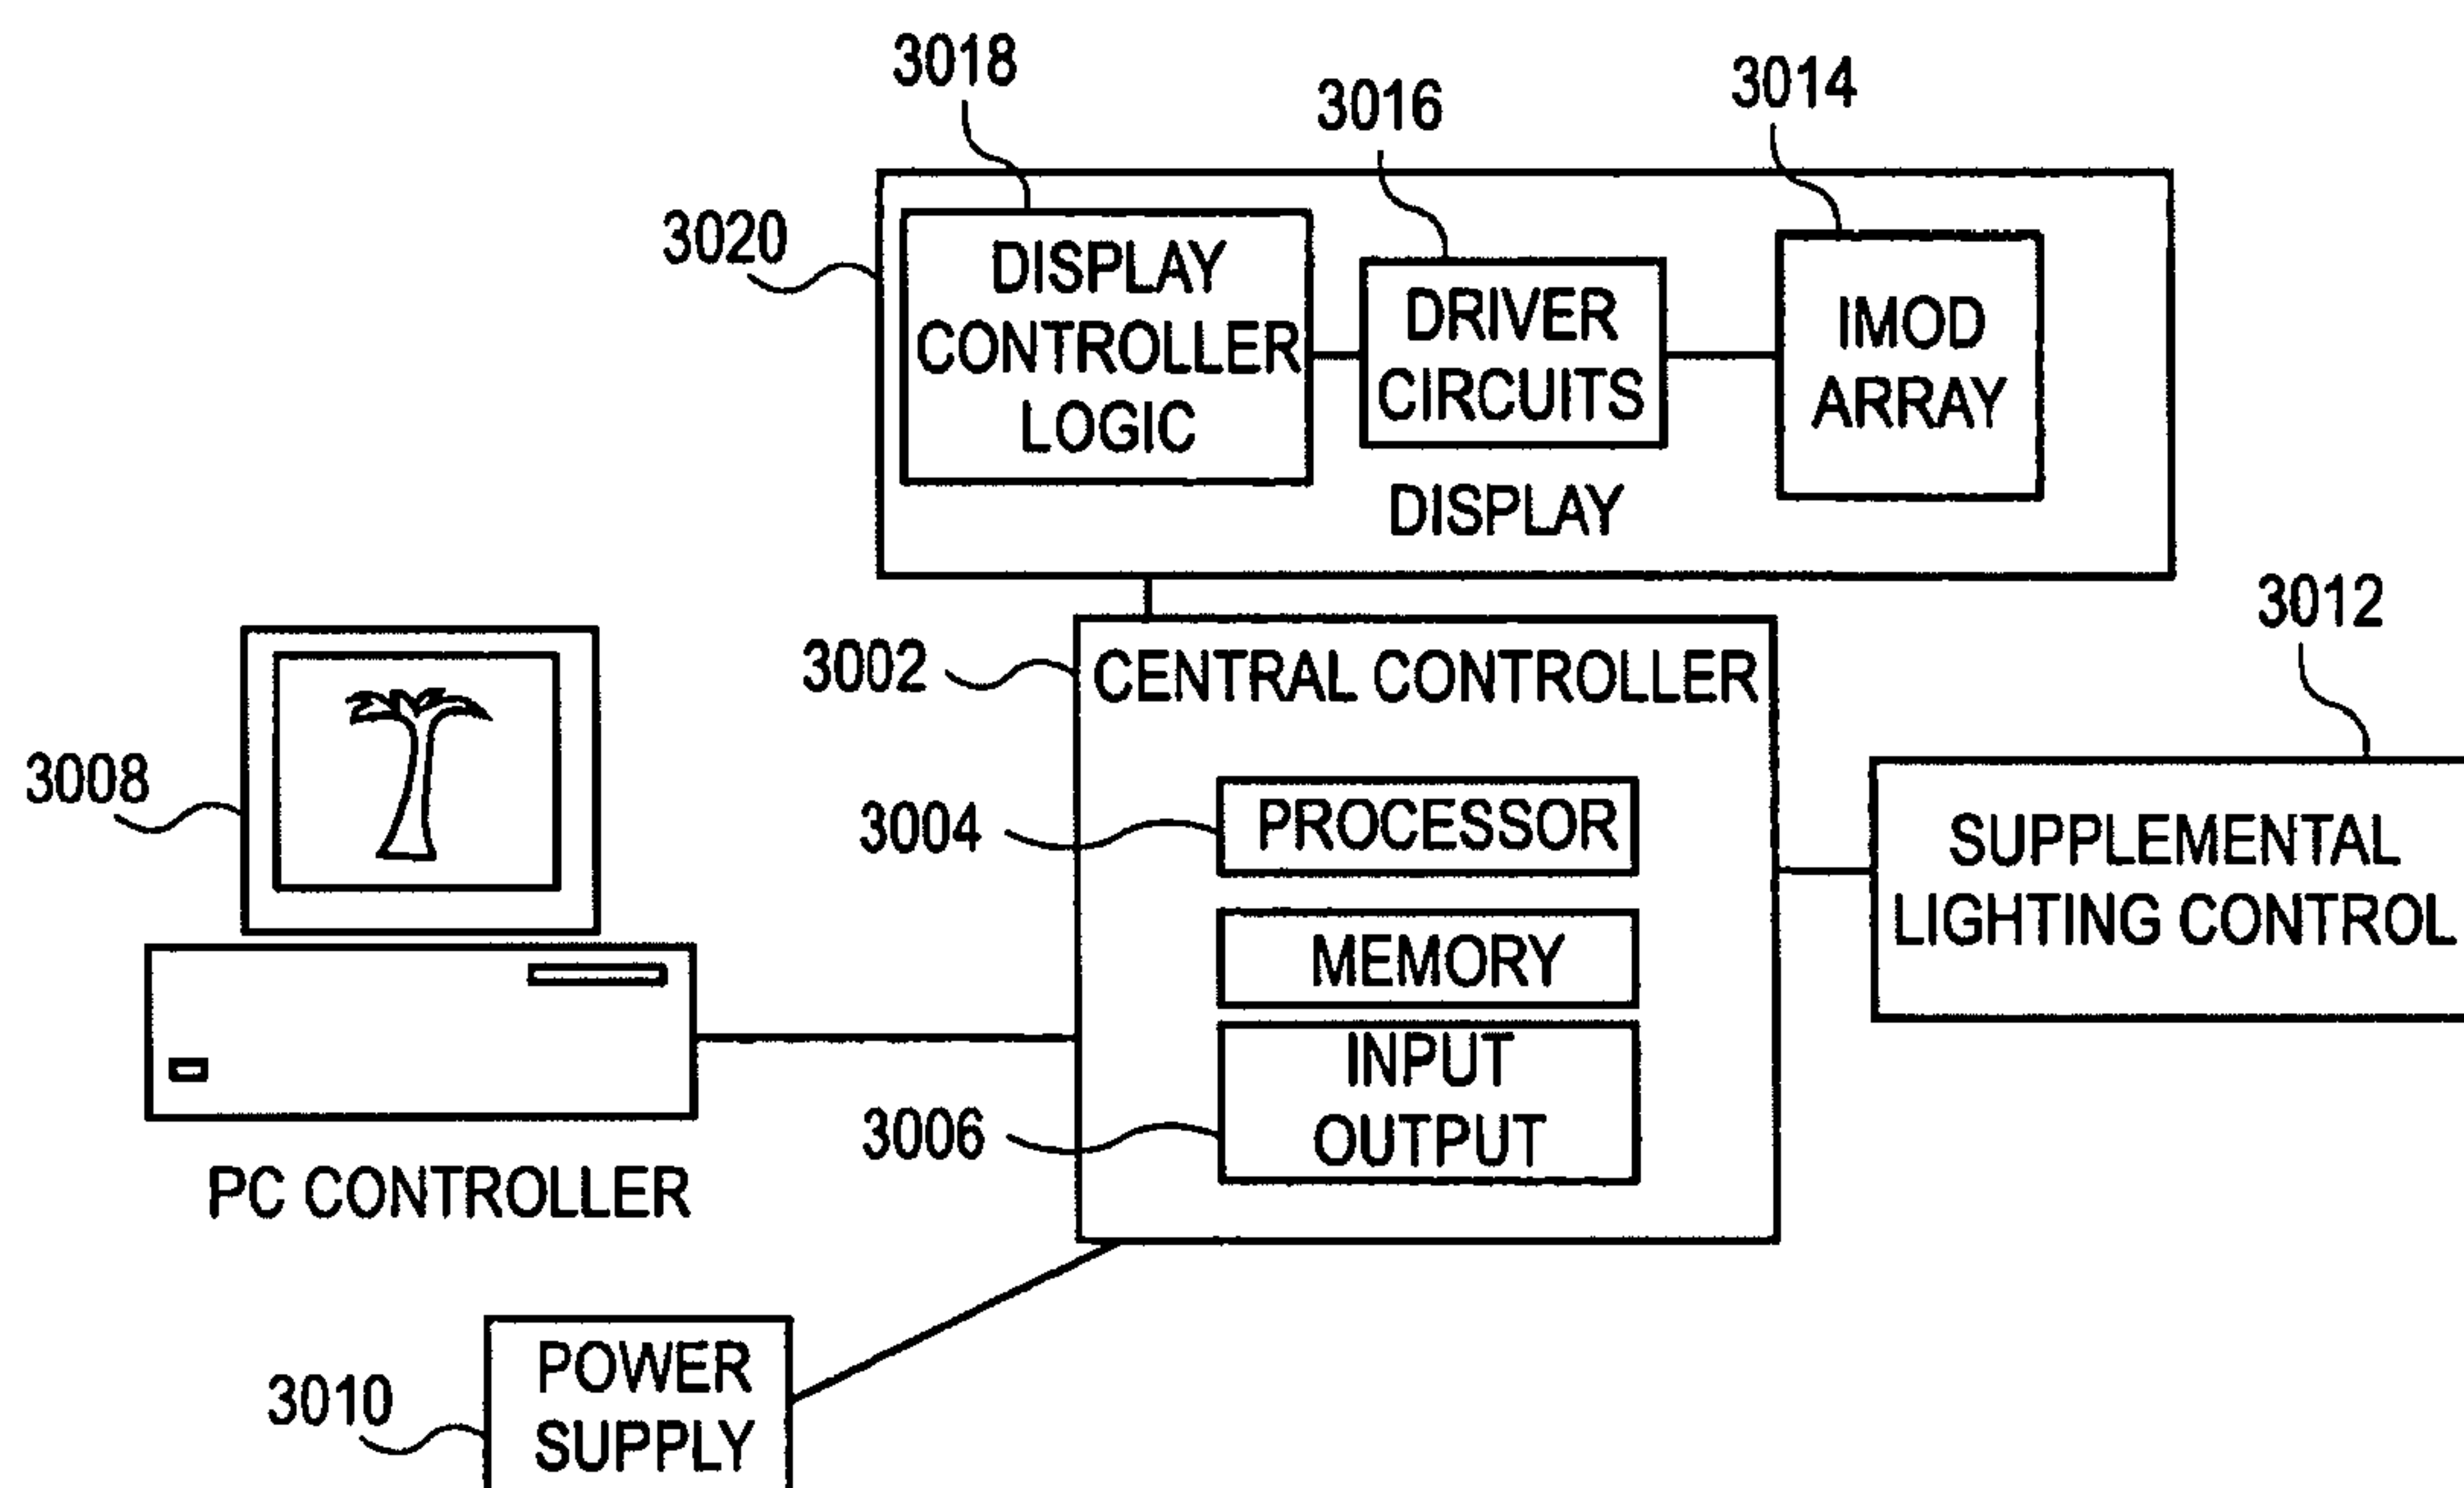 3018
3016
3014
3020
DISPLAY
CONTROLLER
LOGIC
DRIVER
CIRCUITS
IMOD
ARRAY
DISPLAY
3012
3002
CENTRAL CONTROLLER
3008
3004
PROCESSOR
SUPPLEMENTAL
LIGHTING CONTROL
MEMORY
INPUT
OUTPUT
3006
PC CONTROLLER
3010
POWER
SUPPLY